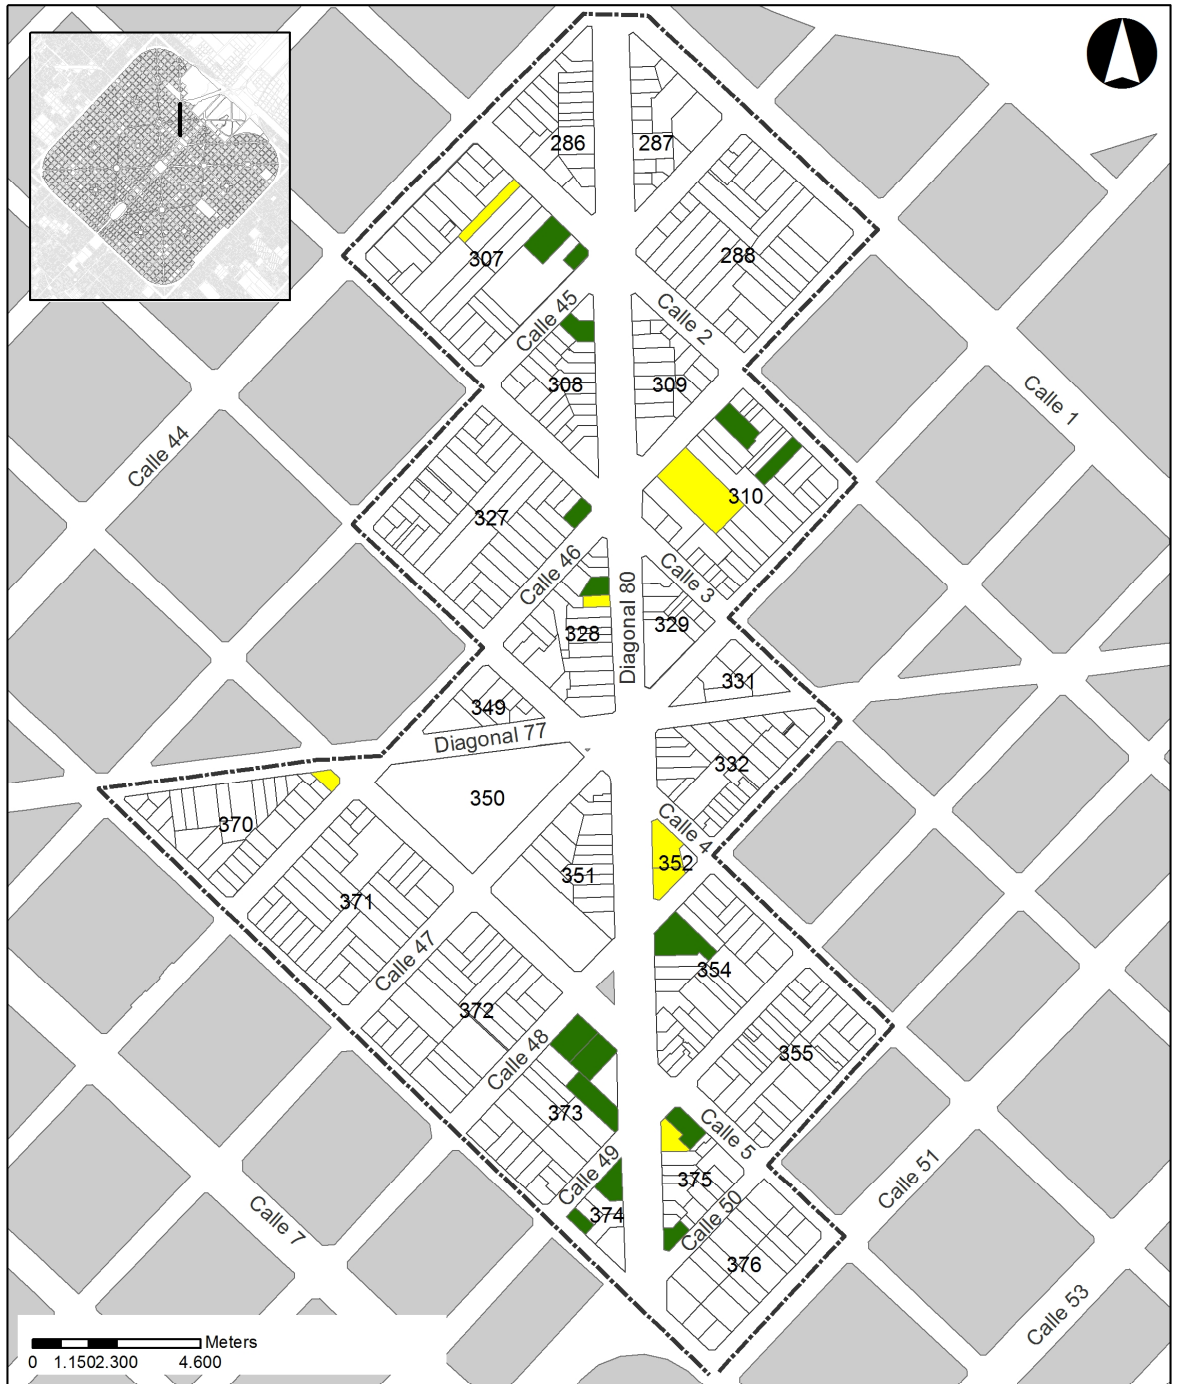 286
287
307
288
Calle 45
Calle 2
308
309
Calle 1
Calle 44
327
310
Calle 46
Calle 3
328
Diagonal 80
329
331
349
Diagonal 77
332
350
370
Calle 4
352
351
371
Calle 47
354
372
Calle 48
355
373
Calle 5
Calle 49
375
Calle 51
374
Calle 50
Calle 7
376
Calle 53
Meters
0 1.150 2.300 4.600